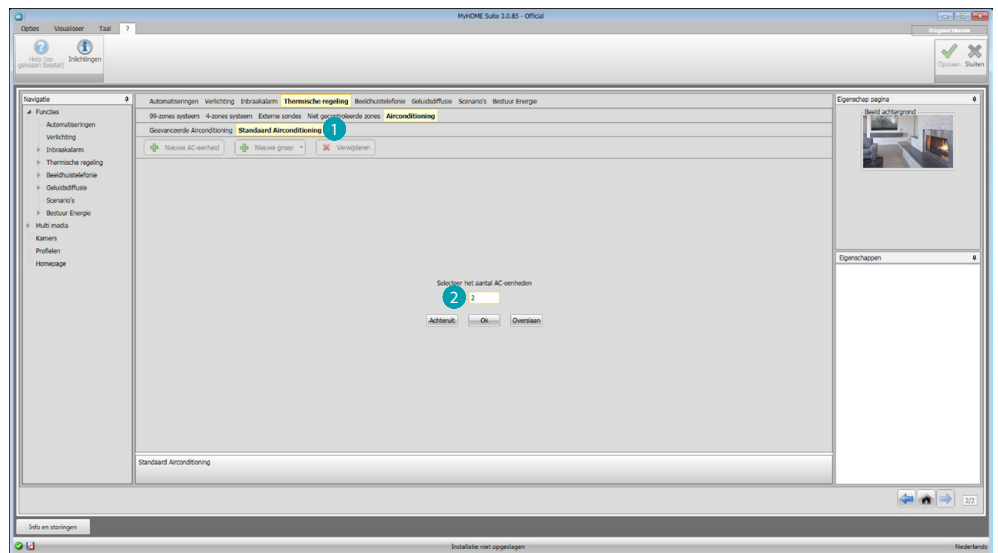 MyHOME Suite 3.0.85 - Official
Opties Visualiseer Taal ?
Help (op gekozen toestel)
Inlichtingen
Opslaan Sluiten
Navigatie
Functies
Automatiseringen
Verlichting
Inbraakalarm
Thermische regeling
Beeldhuistelefonie
Geluidsdiffusie
Scenario's
Bestuur Energie
Multi media
Kamers
Profielen
Homepage
Automatiseringen Verlichting Inbraakalarm Thermische regeling Beeldhuistelefonie Geluidsdiffusie Scenario's Bestuur Energie
99-zones systeem 4-zones systeem Externe sondes Niet gecontroleerde zones Airconditioning
Geavanceerde Airconditioning Standaard Airconditioning 1
Nieuwe AC-eenheid Nieuwe groep Verwijderen
Selecteer het aantal AC-eenheden
2 2
Achteruit Ok Overslaan
Standaard Airconditioning
Eigenschap pagina
Beeld achtergrond
Eigenschappen
2/2
Info en storingen
Installatie niet opgeslagen
Nederlands